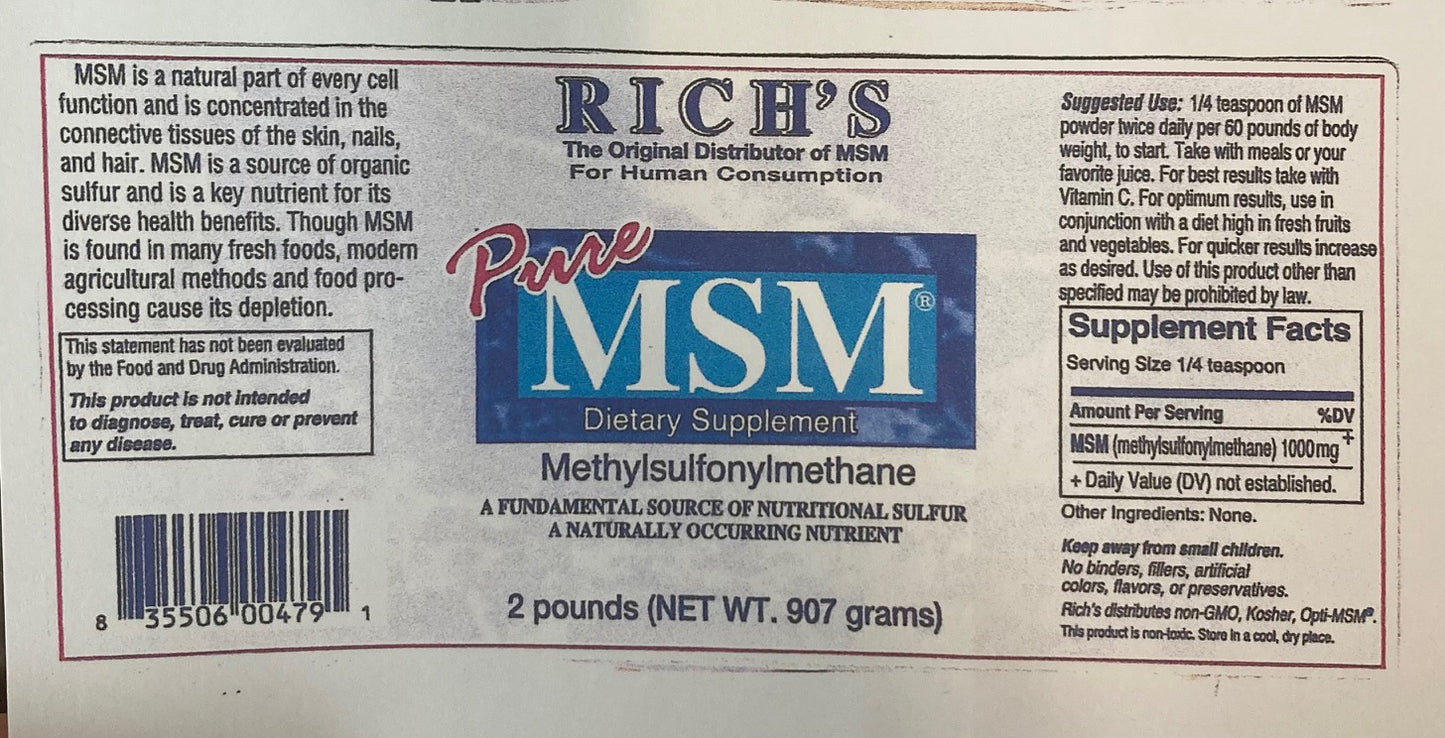 MSM is a natural part of every cell
function and is concentrated in the
connective tissues of the skin, nails,
and hair. MSM is a source of organic
sulfur and is a key nutrient for its
diverse health benefits. Though MSM
is found in many fresh foods, modern
agricultural methods and food pro-
cessing cause its depletion.
This statement has not been evaluated
by the Food and Drug Administration.
This product is not intended
to diagnose, treat, cure or prevent
any disease.
8 35506 00479 1
RICH'S
The Original Distributor of MSM
For Human Consumption
Pure
MSM®
Dietary Supplement
Methylsulfonylmethane
A FUNDAMENTAL SOURCE OF NUTRITIONAL SULFUR
A NATURALLY OCCURRING NUTRIENT
2 pounds (NET WT. 907 grams)
Suggested Use: 1/4 teaspoon of MSM
powder twice daily per 60 pounds of body
weight, to start. Take with meals or your
favorite juice. For best results take with
Vitamin C. For optimum results, use in
conjunction with a diet high in fresh fruits
and vegetables. For quicker results increase
as desired. Use of this product other than
specified may be prohibited by law.
Supplement Facts
Serving Size 1/4 teaspoon
Amount Per Serving %DV
MSM (methylsulfonylmethane) 1000mg +
+ Daily Value (DV) not established.
Other Ingredients: None.
Keep away from small children.
No binders, fillers, artificial
colors, flavors, or preservatives.
Rich's distributes non-GMO, Kosher, Opti-MSM®.
This product is non-toxic. Store in a cool, dry place.